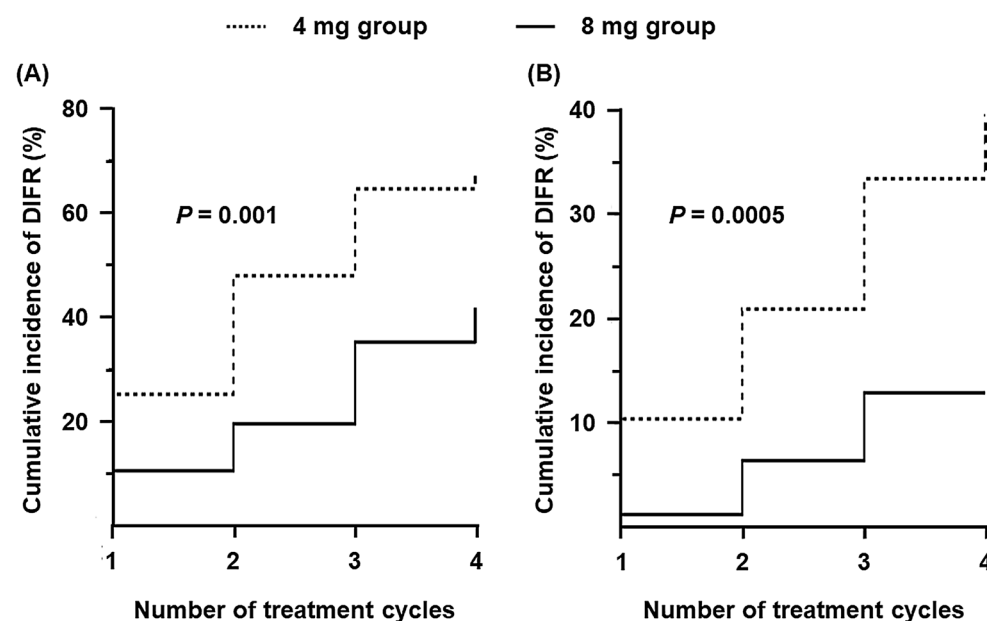 4 mg group 8 mg group
(A)
Cumulative incidence of DIFR (%)
80
60
40
20
P = 0.001
1 2 3 4
Number of treatment cycles
(B)
Cumulative incidence of DIFR (%)
40
30
20
10
P = 0.0005
1 2 3 4
Number of treatment cycles